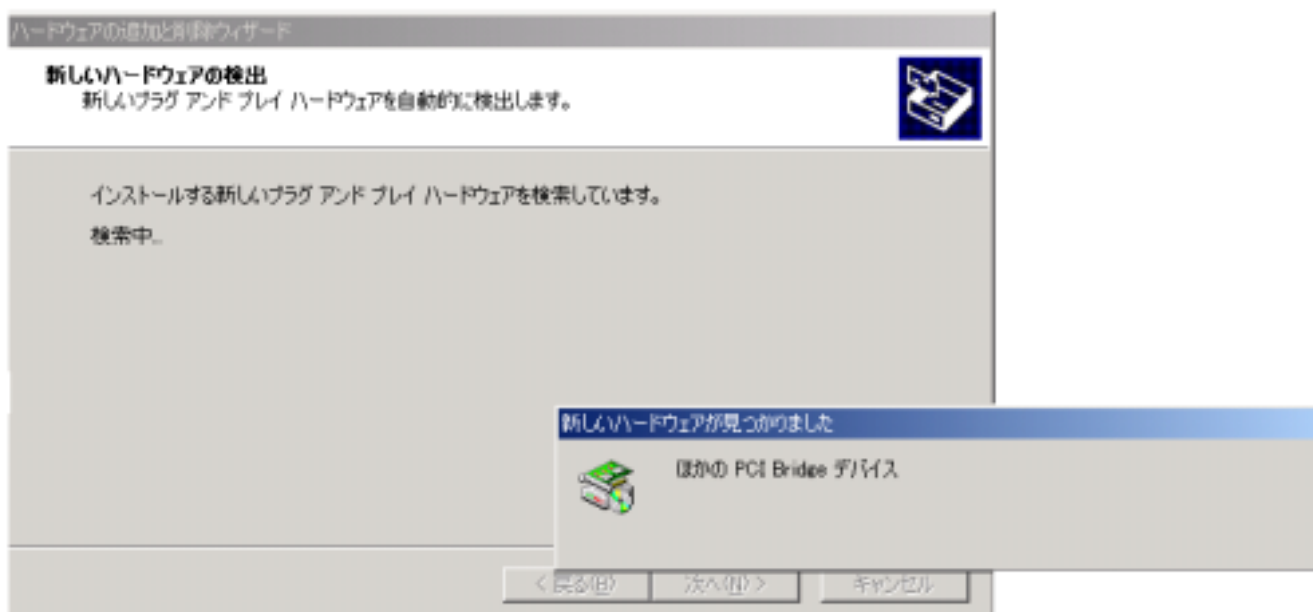 ハードウェアの追加と削除ウィザード
新しいハードウェアの検出
新しいプラグ アンド プレイ ハードウェアを自動的に検出します。
インストールする新しいプラグ アンド プレイ ハードウェアを検索しています。
検索中...
新しいハードウェアが見つかりました
ほかの PCI Bridge デバイス
< 戻る(B)
次へ(N) >
キャンセル